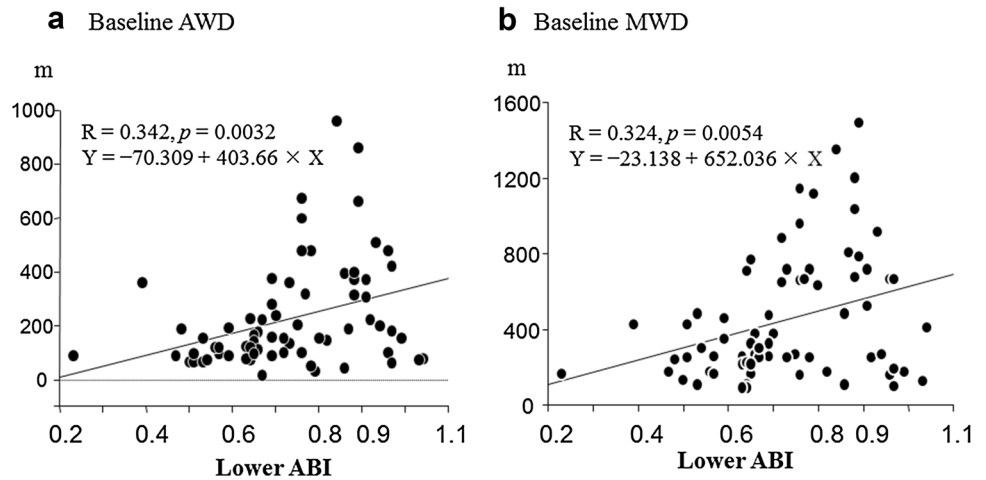 a Baseline AWD
m
R = 0.342, p = 0.0032
Y = −70.309 + 403.66 × X
1000
800
600
400
200
0
0.2 0.4 0.6 0.8 0.9 1.1
Lower ABI
b Baseline MWD
m
R = 0.324, p = 0.0054
Y = −23.138 + 652.036 × X
1600
1200
800
400
0
0.2 0.4 0.6 0.8 0.9 1.1
Lower ABI